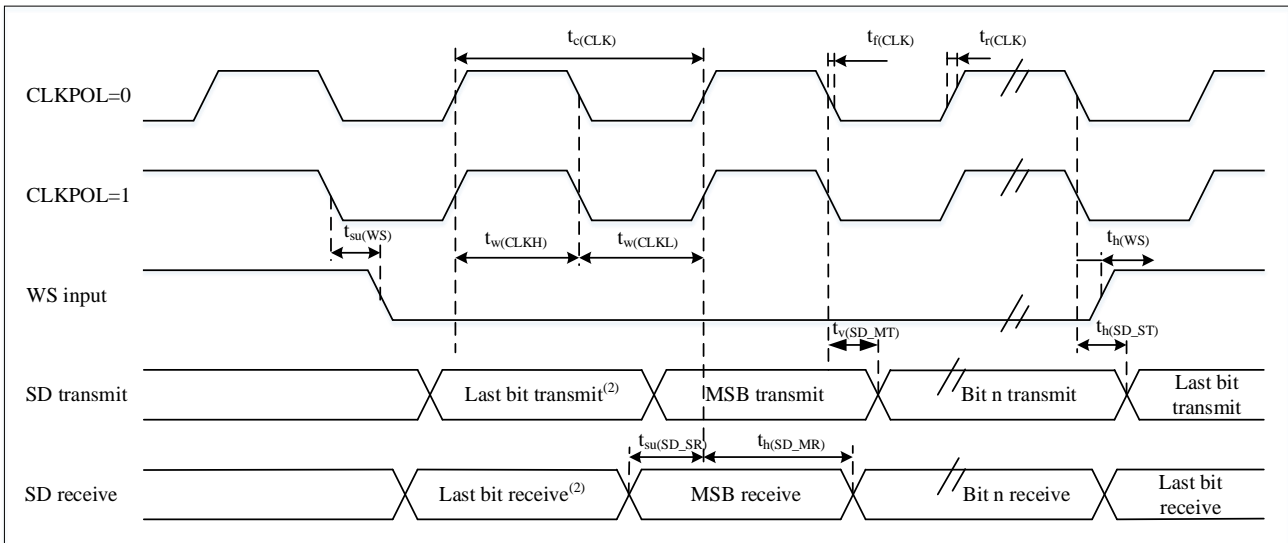 t_c(CLK)
t_f(CLK)
t_r(CLK)
CLKPOL=0
CLKPOL=1
t_su(WS)
t_w(CLKH)
t_w(CLKL)
t_h(WS)
WS input
t_v(SD_MT)
t_h(SD_ST)
SD transmit
Last bit transmit(2)
MSB transmit
Bit n transmit
Last bit
transmit
t_su(SD_SR)
t_h(SD_MR)
SD receive
Last bit receive(2)
MSB receive
Bit n receive
Last bit
receive